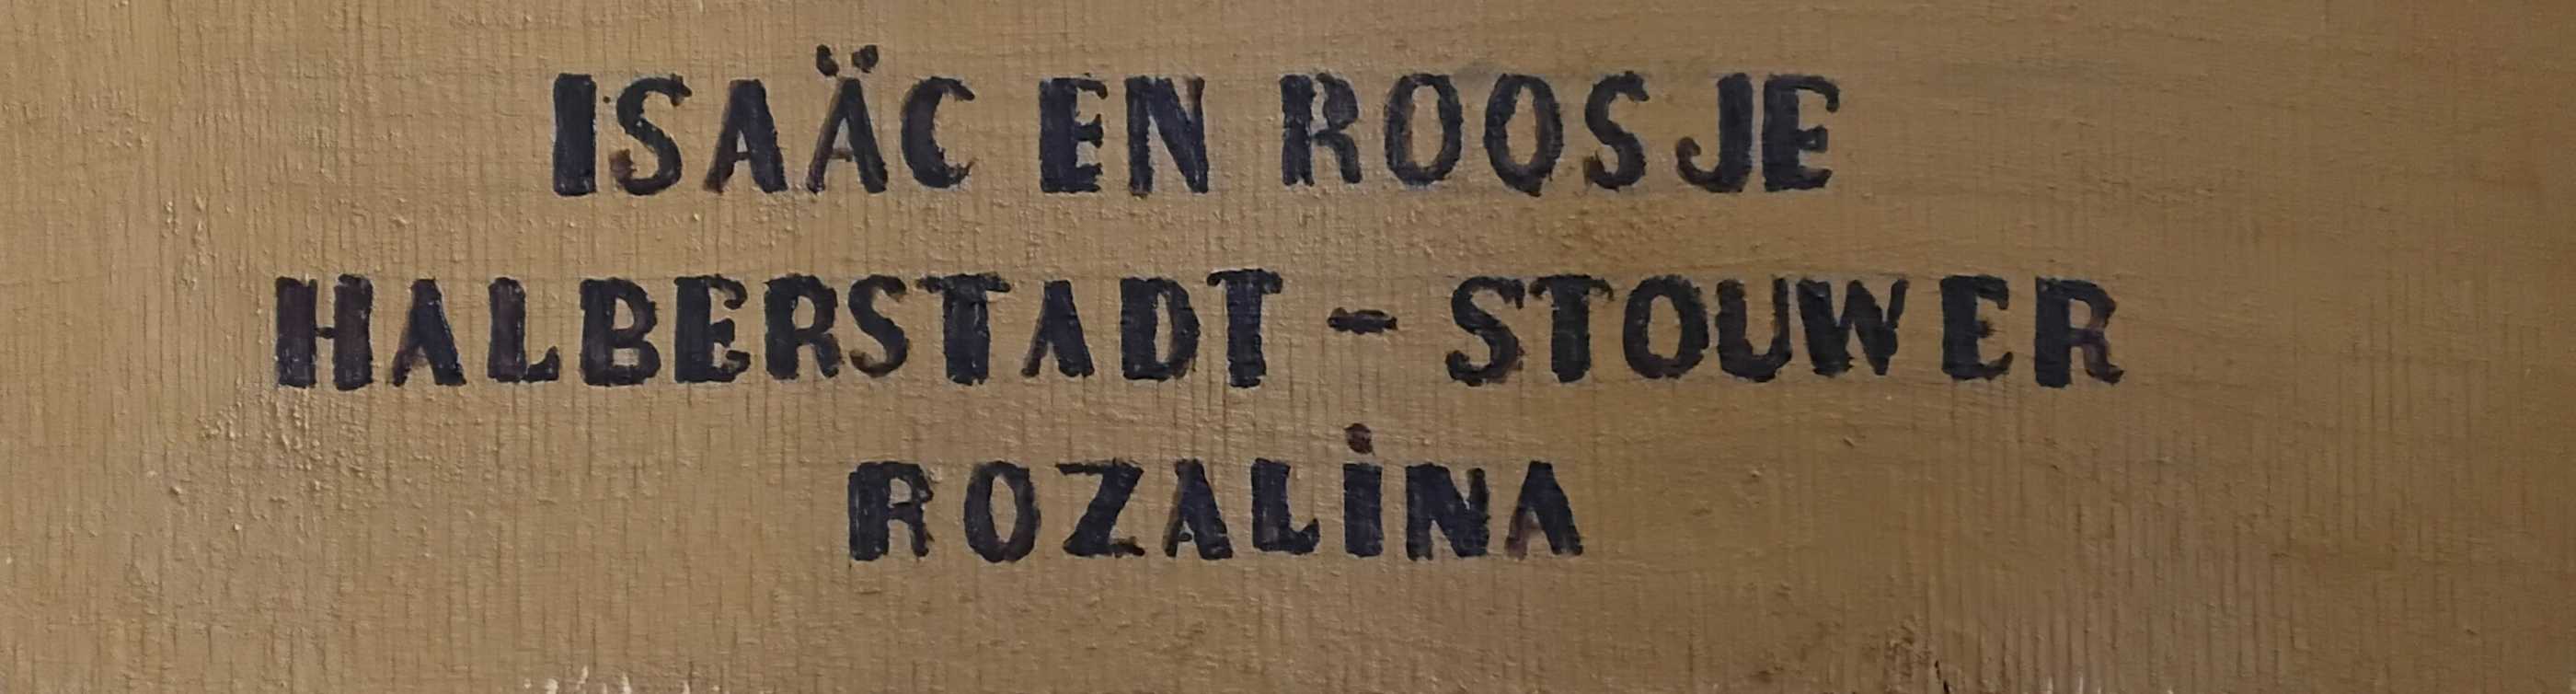 ISAÄC EN ROOSJE
HALBERSTADT - STOUWER
ROZALINA